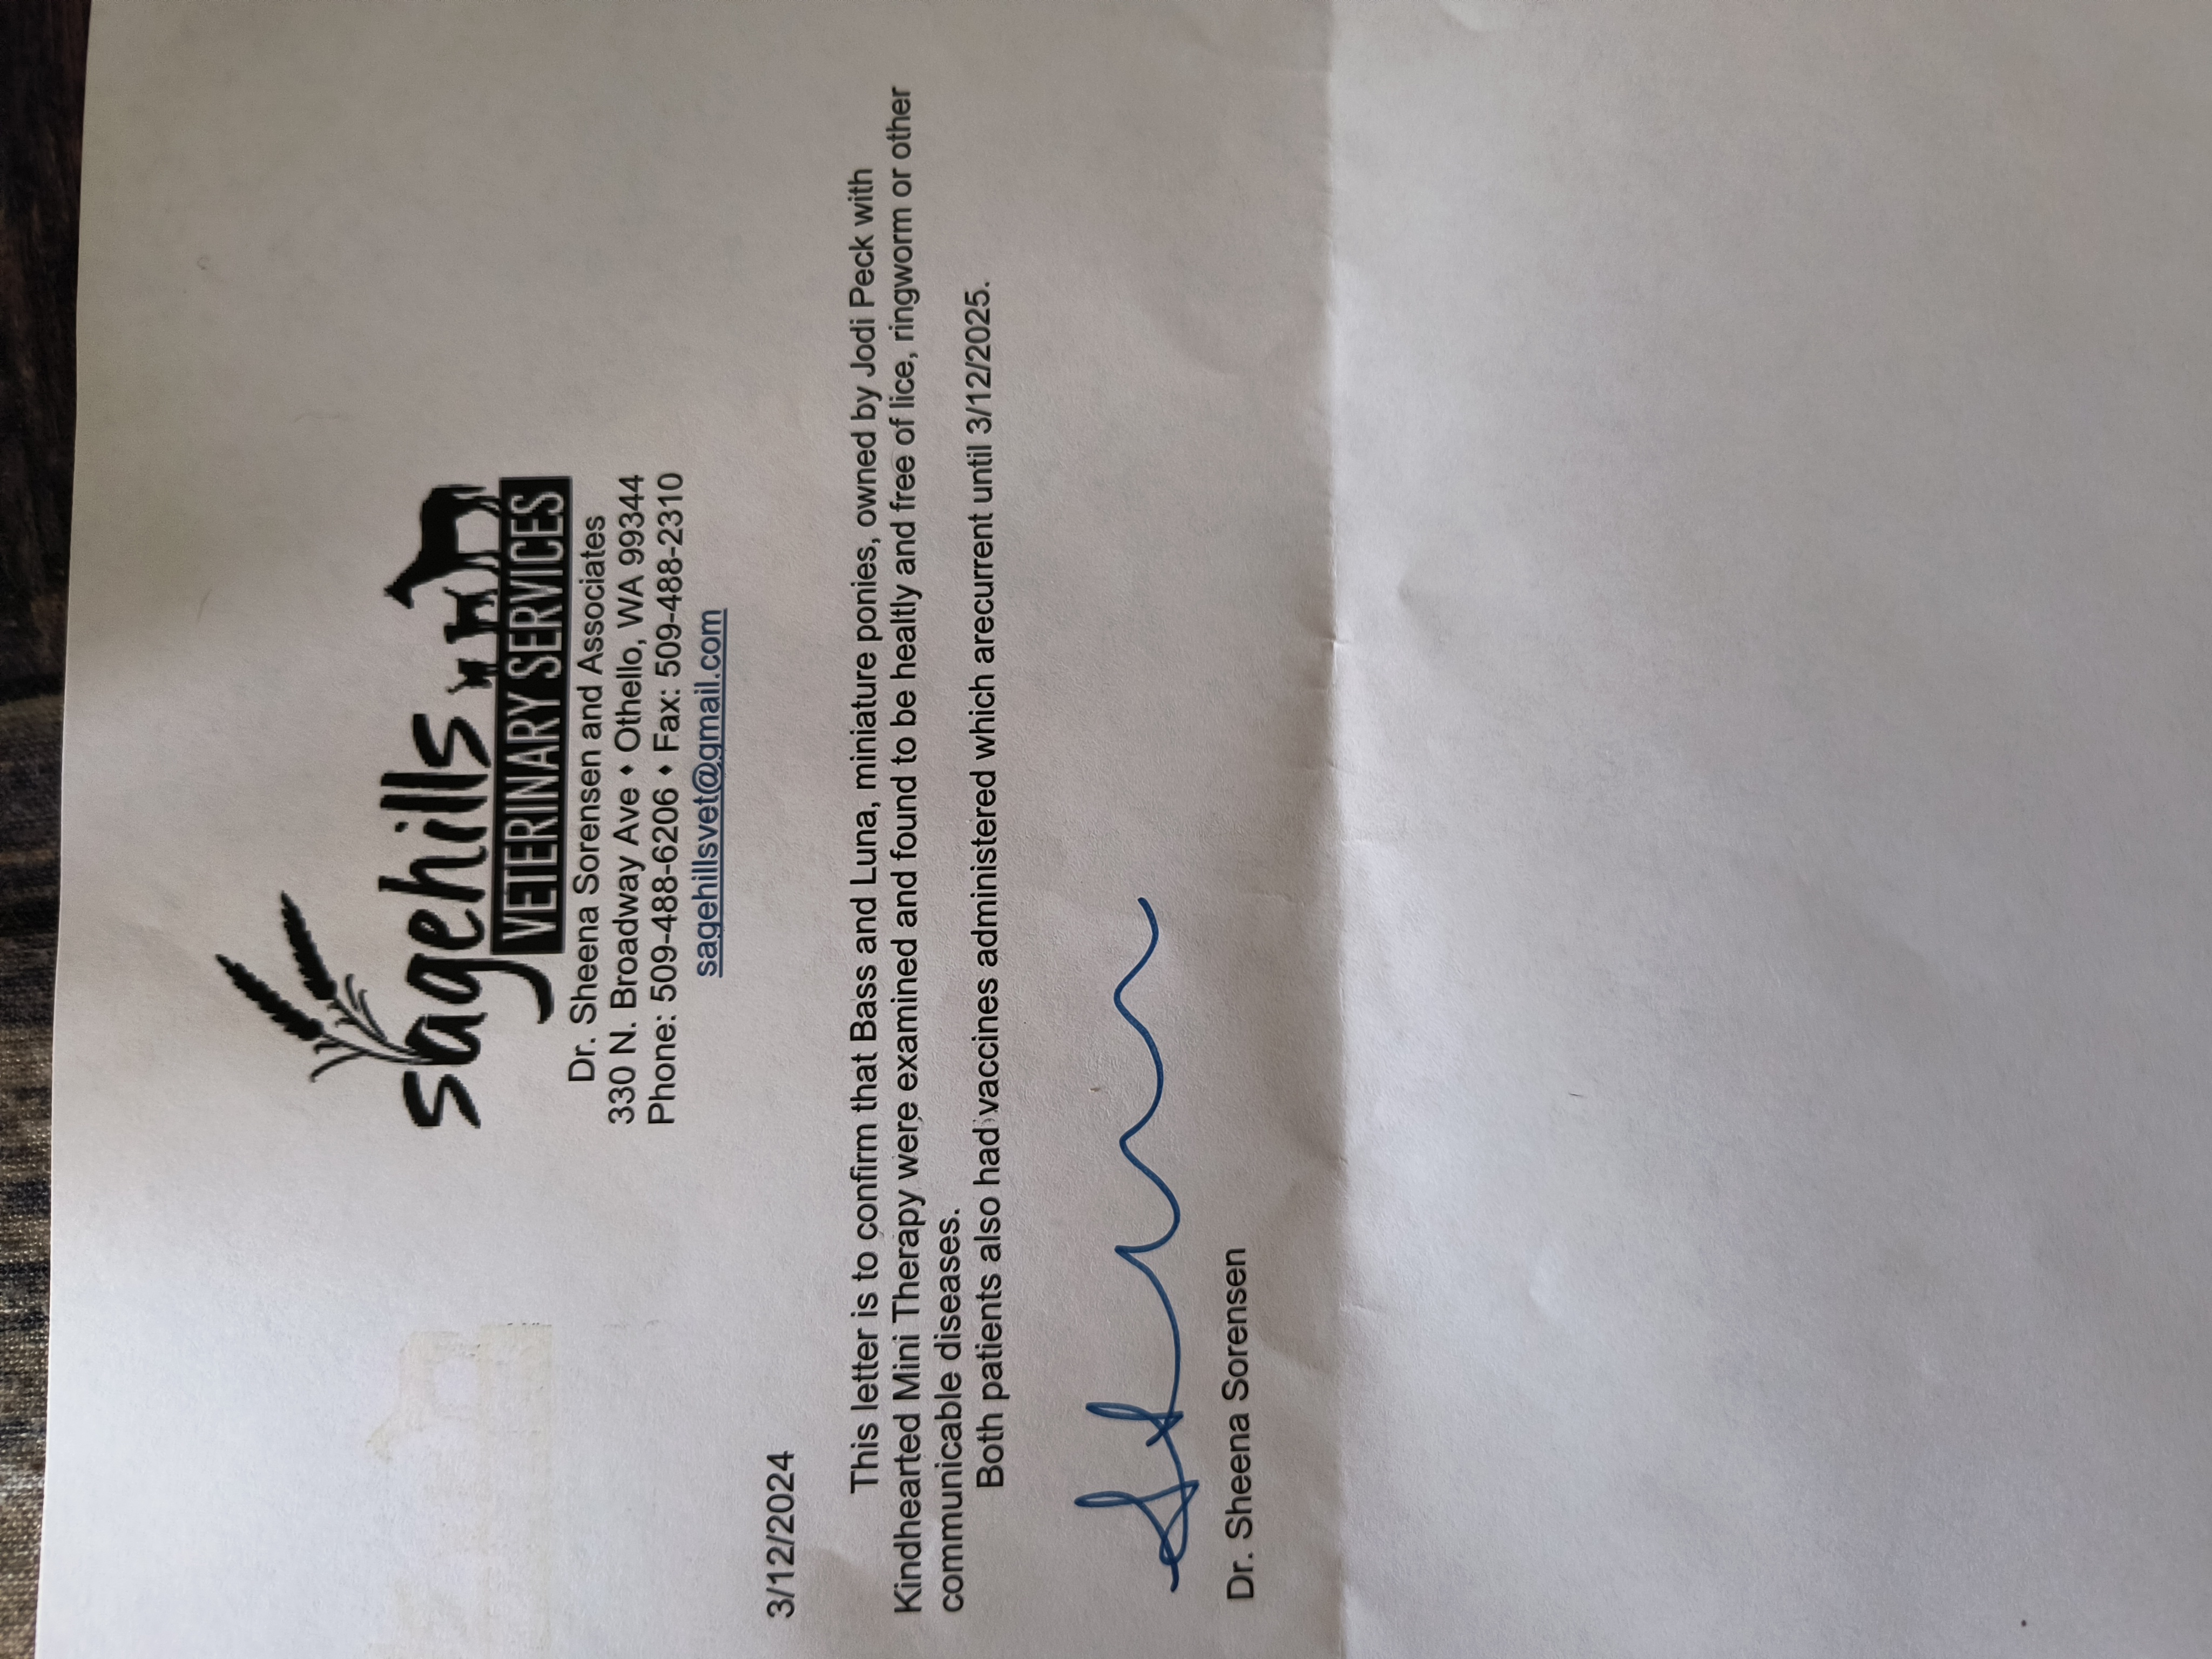 sagehills
VETERINARY SERVICES
Dr. Sheena Sorensen and Associates
330 N. Broadway Ave ♦ Othello, WA 99344
Phone: 509-488-6206 ♦ Fax: 509-488-2310
sagehillsvet@gmail.com
3/12/2024
This letter is to confirm that Bass and Luna, miniature ponies, owned by Jodi Peck with
Kindhearted Mini Therapy were examined and found to be healtly and free of lice, ringworm or other
communicable diseases.
Both patients also had vaccines administered which arecurrent until 3/12/2025.
Dr. Sheena Sorensen